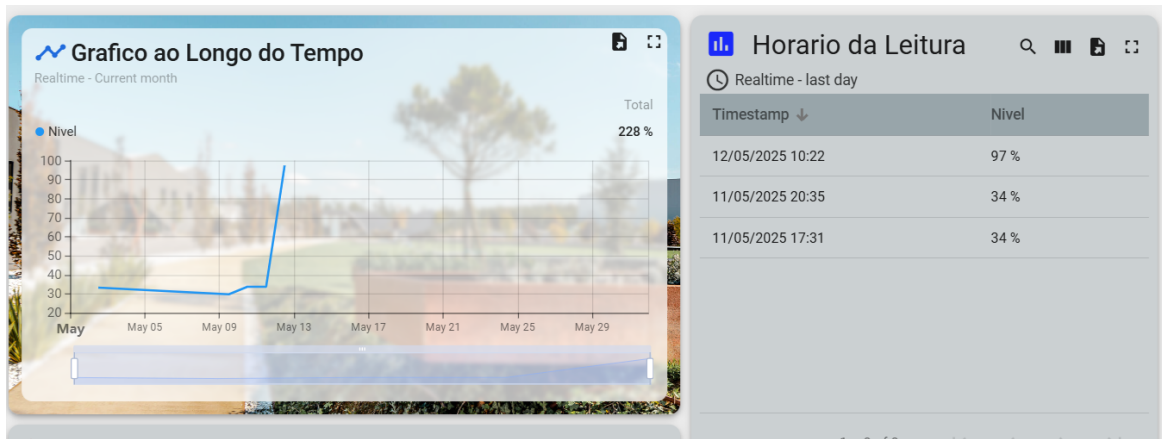 Grafico ao Longo do Tempo
Realtime - Current month
Total
Nivel
228 %
100
90
80
70
60
50
40
30
20
May
May 05
May 09
May 13
May 17
May 21
May 25
May 29
Horario da Leitura
Realtime - last day
Timestamp
Nivel
12/05/2025 10:22
97 %
11/05/2025 20:35
34 %
11/05/2025 17:31
34 %